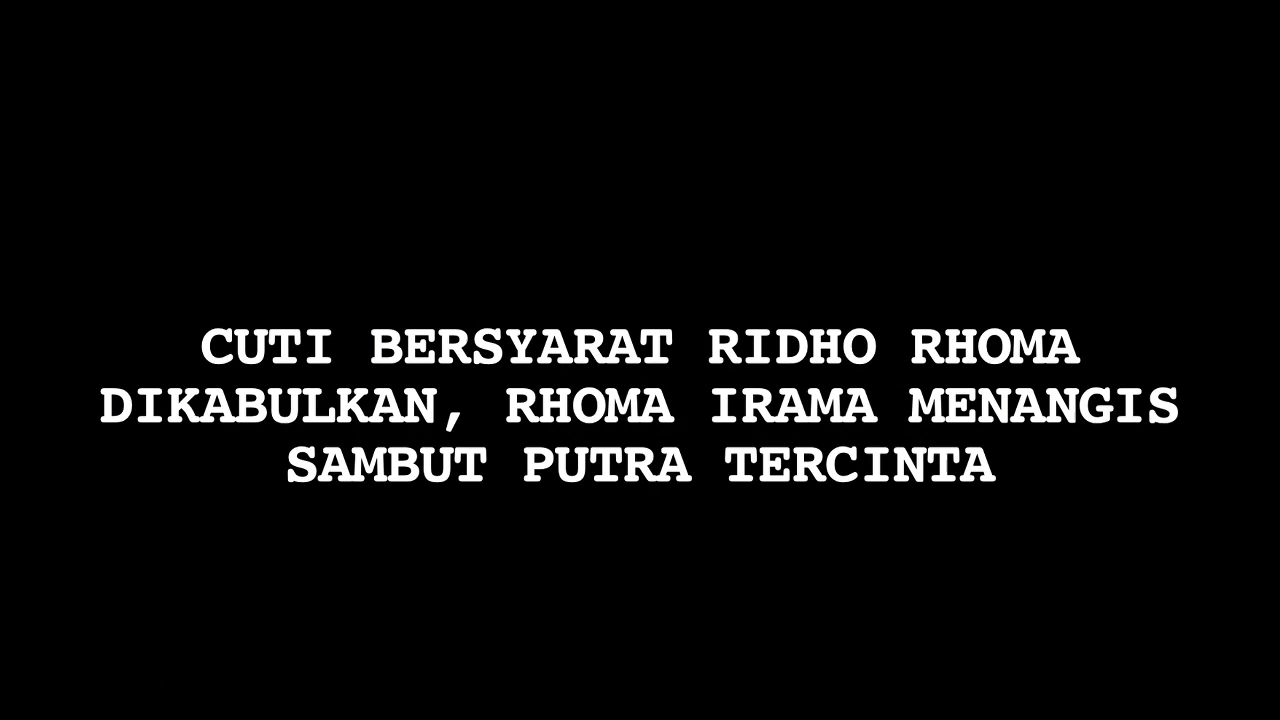 CUTI BERSYARAT RIDHO RHOMA
DIKABULKAN, RHOMA IRAMA MENANGIS
SAMBUT PUTRA TERCINTA